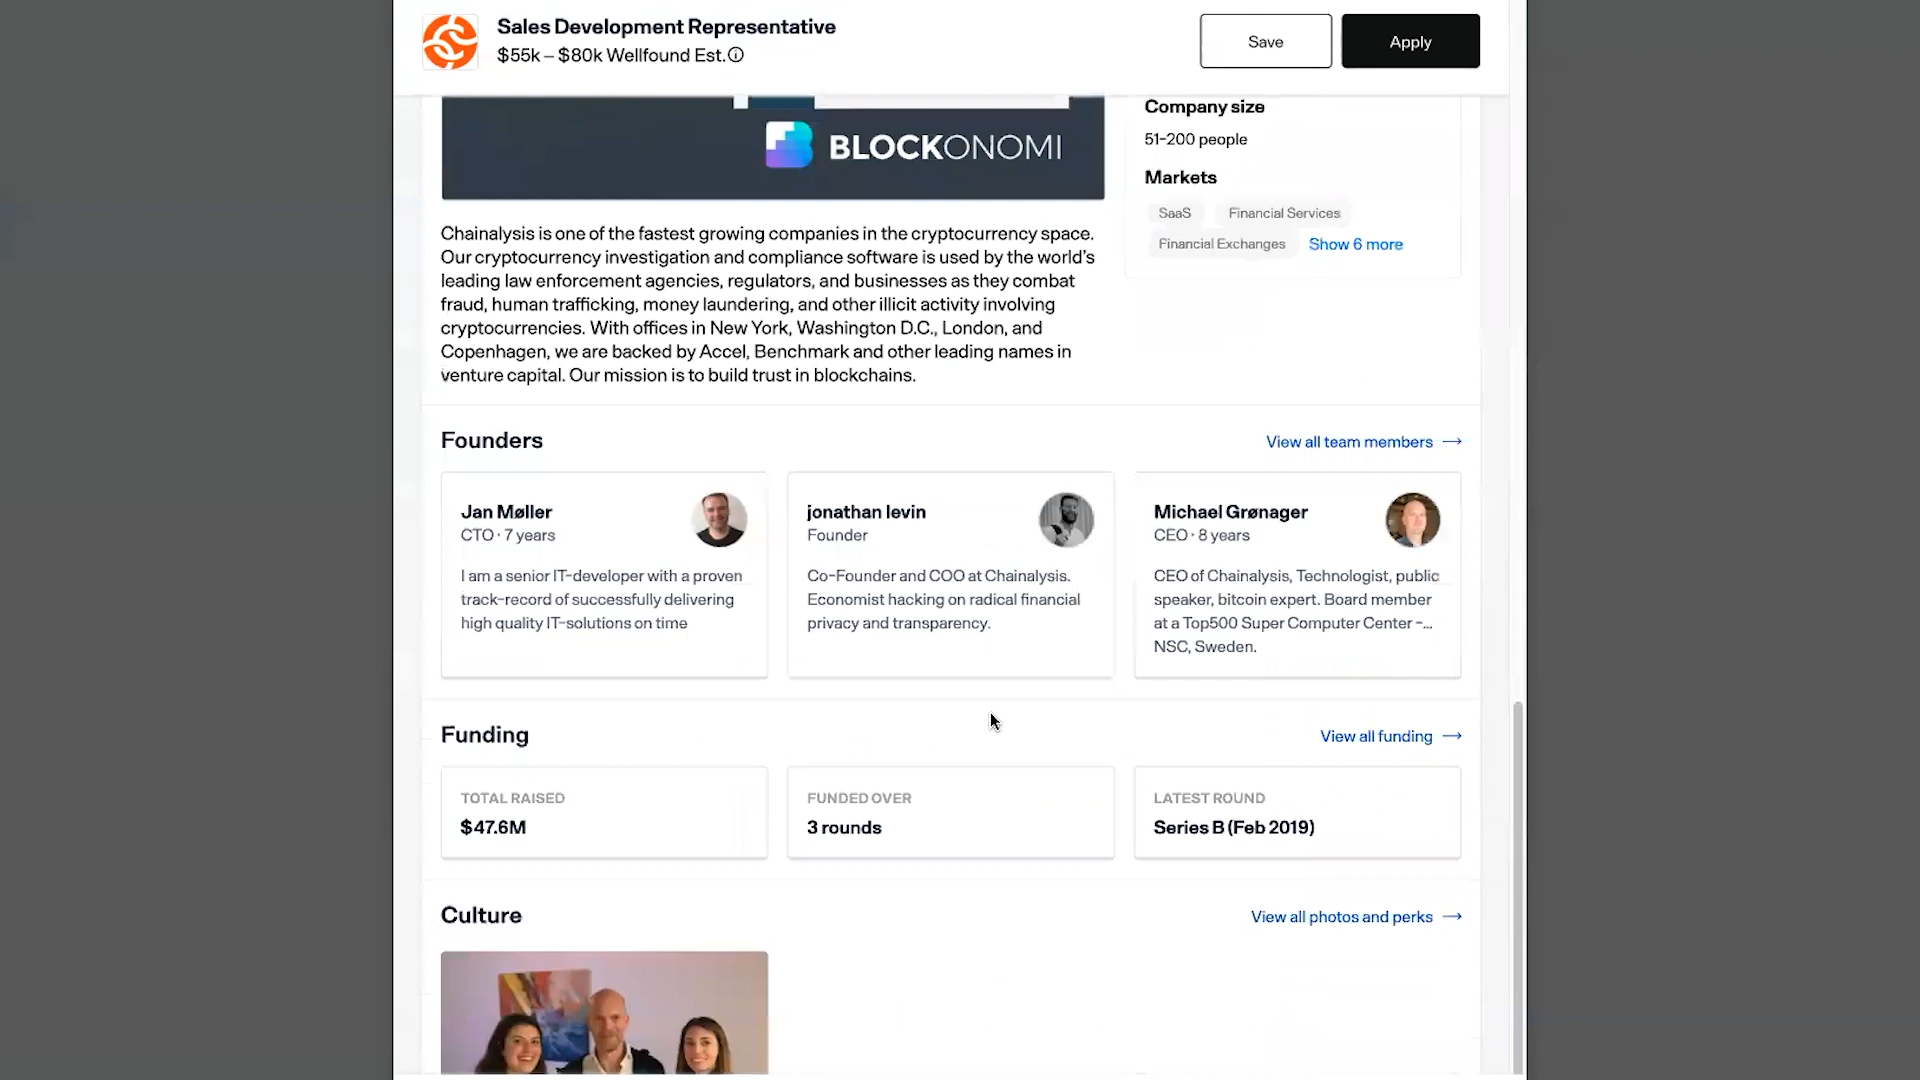 Sales Development Representative
$55k – $80k Wellfound Est.
Save
Apply
BLOCKONOMI
Company size
51-200 people
Markets
SaaS
Financial Services
Financial Exchanges
Show 6 more
Chainalysis is one of the fastest growing companies in the cryptocurrency space.
Our cryptocurrency investigation and compliance software is used by the world's
leading law enforcement agencies, regulators, and businesses as they combat
fraud, human trafficking, money laundering, and other illicit activity involving
cryptocurrencies. With offices in New York, Washington D.C., London, and
Copenhagen, we are backed by Accel, Benchmark and other leading names in
venture capital. Our mission is to build trust in blockchains.
Founders
View all team members →
Jan Møller
CTO · 7 years
I am a senior IT-developer with a proven
track-record of successfully delivering
high quality IT-solutions on time
jonathan levin
Founder
Co-Founder and COO at Chainalysis.
Economist hacking on radical financial
privacy and transparency.
Michael Grønager
CEO · 8 years
CEO of Chainalysis, Technologist, public
speaker, bitcoin expert. Board member
at a Top500 Super Computer Center -...
NSC, Sweden.
Funding
View all funding →
TOTAL RAISED
$47.6M
FUNDED OVER
3 rounds
LATEST ROUND
Series B (Feb 2019)
Culture
View all photos and perks →